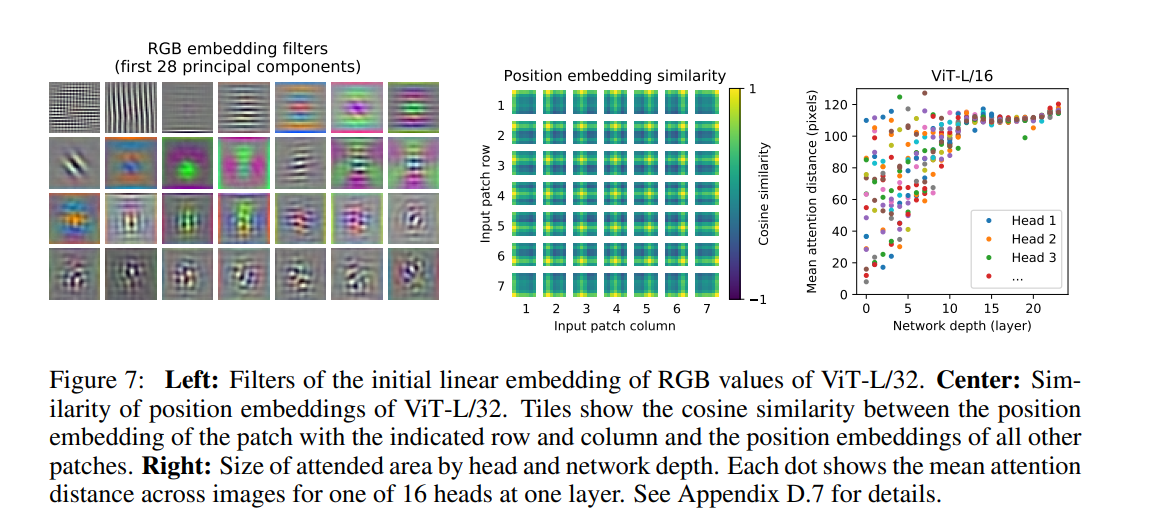 RGB embedding filters
(first 28 principal components)
Position embedding similarity
Input patch row
1
2
3
4
5
6
7
1 2 3 4 5 6 7
Input patch column
1
−1
Cosine similarity
ViT-L/16
Mean attention distance (pixels)
120
100
80
60
40
20
0
Head 1
Head 2
Head 3
...
0 5 10 15 20
Network depth (layer)
Figure 7: Left: Filters of the initial linear embedding of RGB values of ViT-L/32. Center: Sim-
ilarity of position embeddings of ViT-L/32. Tiles show the cosine similarity between the position
embedding of the patch with the indicated row and column and the position embeddings of all other
patches. Right: Size of attended area by head and network depth. Each dot shows the mean attention
distance across images for one of 16 heads at one layer. See Appendix D.7 for details.